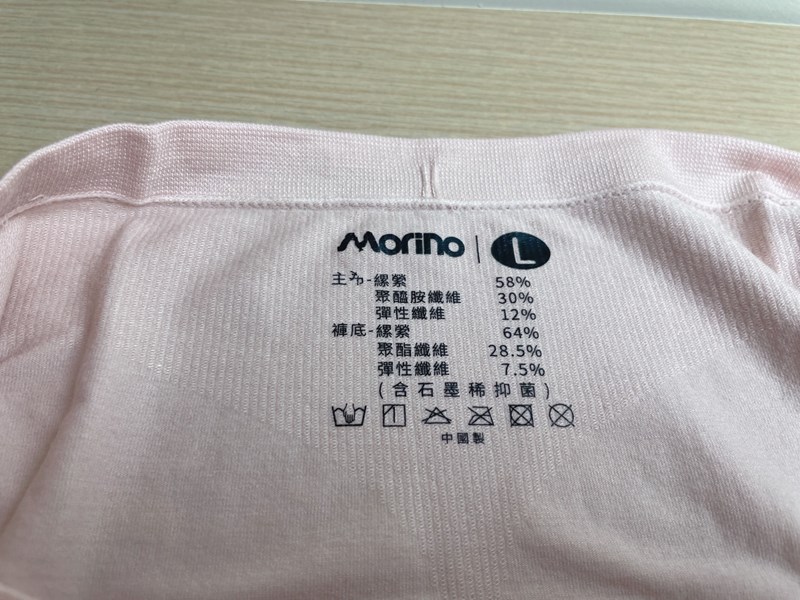 Morino | L
主布-縲縈 58%
聚醯胺纖維 30%
彈性纖維 12%
褲底-縲縈 64%
聚酯纖維 28.5%
彈性纖維 7.5%
(含石墨稀抑菌)
中國製